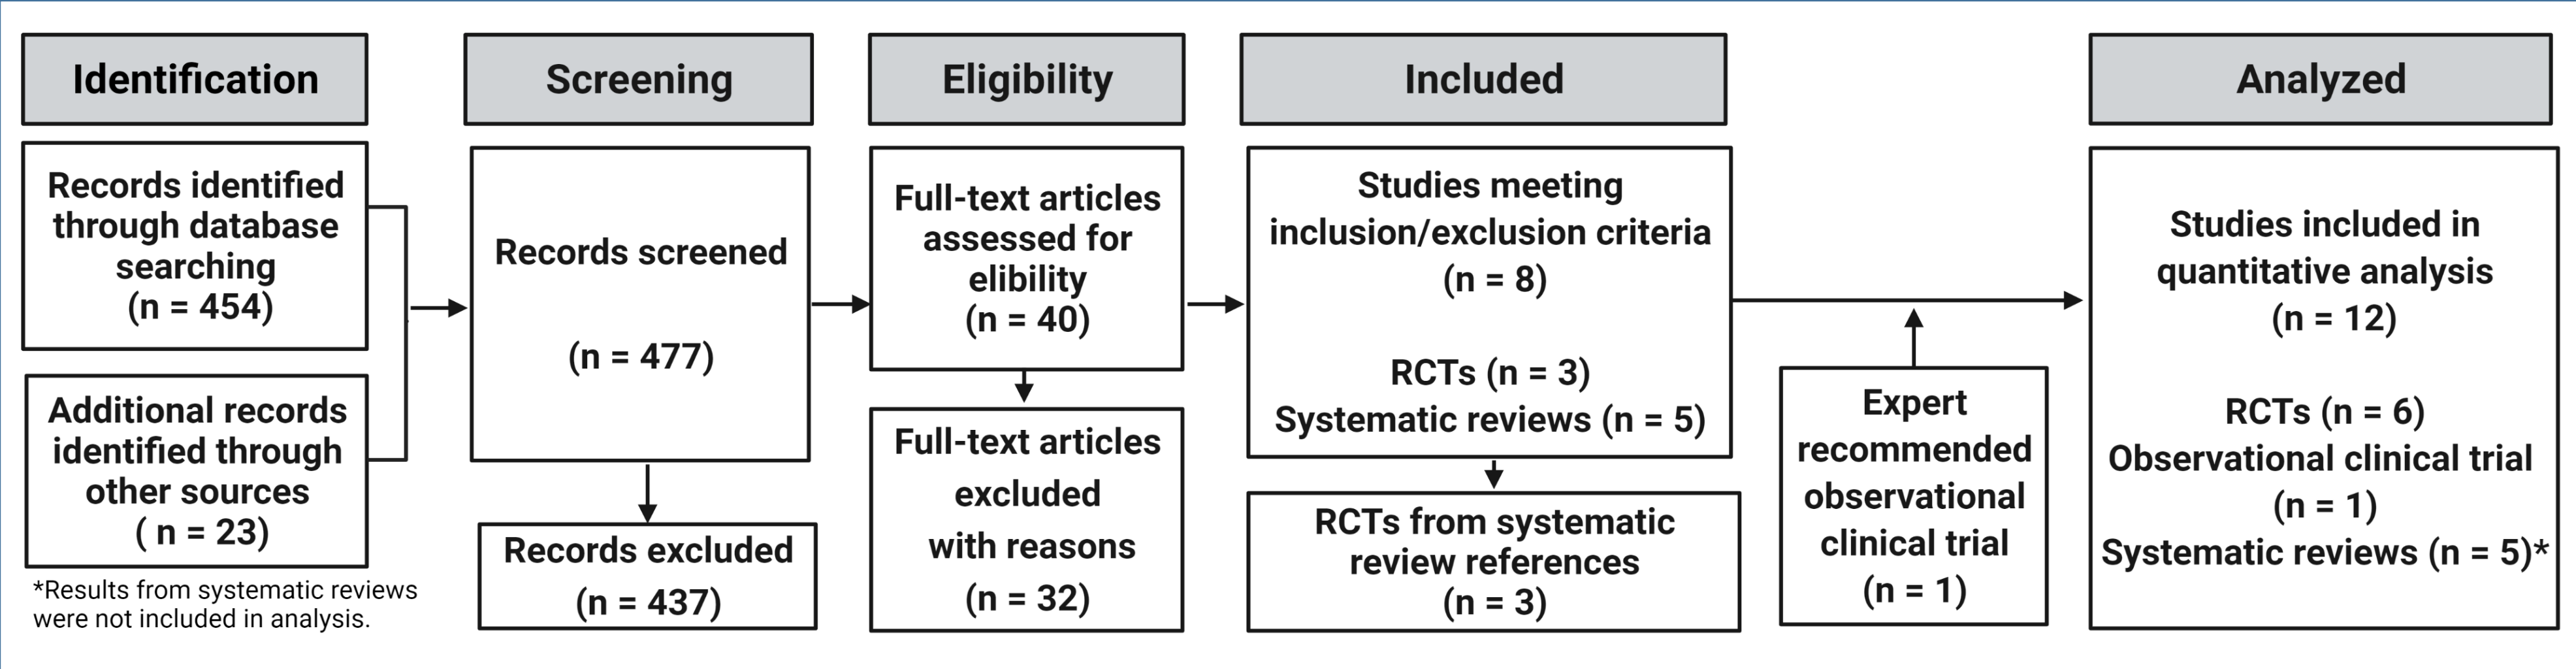 Identification
Records identified
through database
searching
(n = 454)
Additional records
identified through
other sources
( n = 23)
*Results from systematic reviews
were not included in analysis.
Screening
Records screened
(n = 477)
Records excluded
(n = 437)
Eligibility
Full-text articles
assessed for
elibility
(n = 40)
Full-text articles
excluded
with reasons
(n = 32)
Included
Studies meeting
inclusion/exclusion criteria
(n = 8)
RCTs (n = 3)
Systematic reviews (n = 5)
RCTs from systematic
review references
(n = 3)
Expert
recommended
observational
clinical trial
(n = 1)
Analyzed
Studies included in
quantitative analysis
(n = 12)
RCTs (n = 6)
Observational clinical trial
(n = 1)
Systematic reviews (n = 5)*